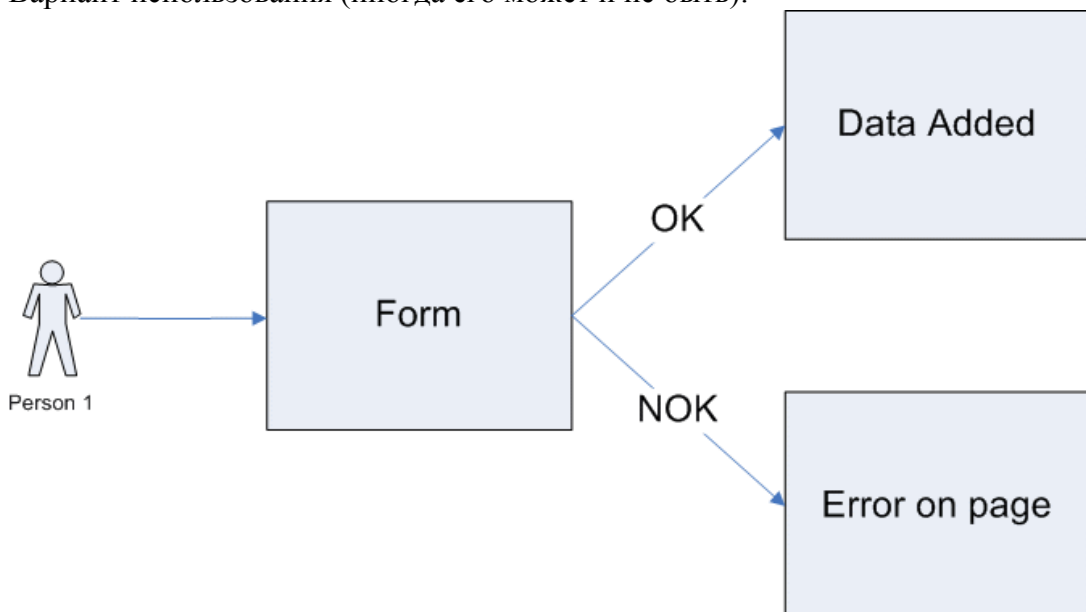 Вариант использования (иногда его может и не быть):
Data Added
OK
Form
Person 1
NOK
Error on page